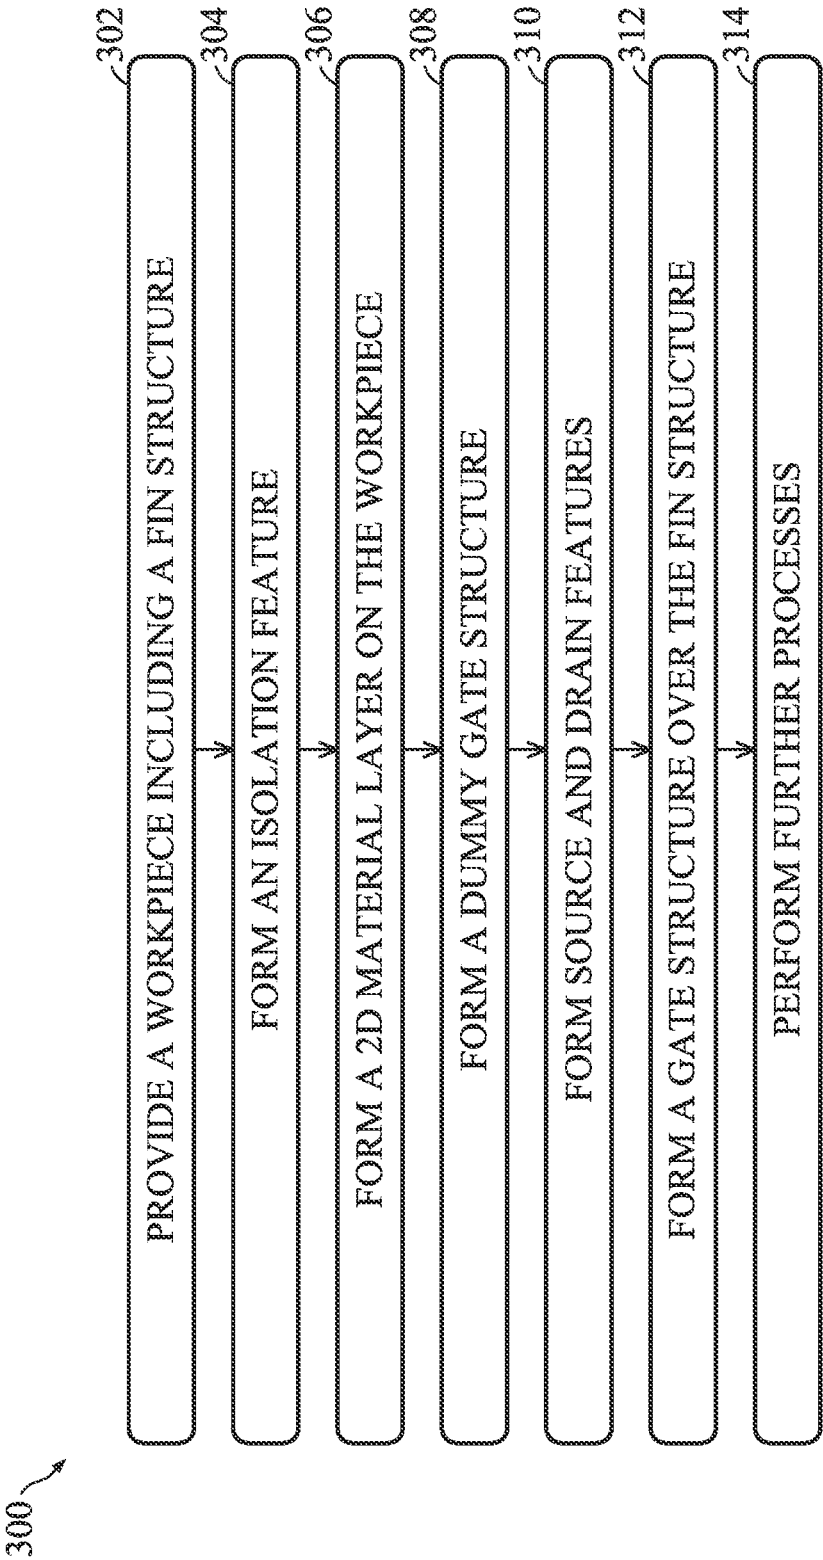 300
302
PROVIDE A WORKPIECE INCLUDING A FIN STRUCTURE
304
FORM AN ISOLATION FEATURE
306
FORM A 2D MATERIAL LAYER ON THE WORKPIECE
308
FORM A DUMMY GATE STRUCTURE
310
FORM SOURCE AND DRAIN FEATURES
312
FORM A GATE STRUCTURE OVER THE FIN STRUCTURE
314
PERFORM FURTHER PROCESSES